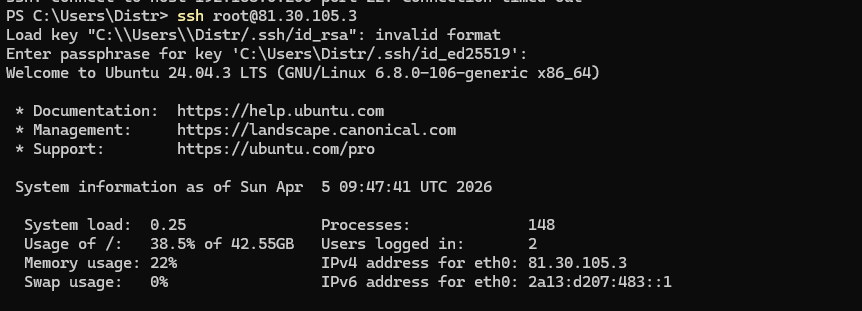 PS C:\Users\Distr> ssh root@81.30.105.3
Load key "C:\\Users\\Distr/.ssh/id_rsa": invalid format
Enter passphrase for key 'C:\Users\Distr/.ssh/id_ed25519':
Welcome to Ubuntu 24.04.3 LTS (GNU/Linux 6.8.0-106-generic x86_64)

 * Documentation:  https://help.ubuntu.com
 * Management:     https://landscape.canonical.com
 * Support:        https://ubuntu.com/pro

 System information as of Sun Apr  5 09:47:41 UTC 2026

  System load:  0.25               Processes:             148
  Usage of /:   38.5% of 42.55GB   Users logged in:       2
  Memory usage: 22%                IPv4 address for eth0: 81.30.105.3
  Swap usage:   0%                 IPv6 address for eth0: 2a13:d207:483::1